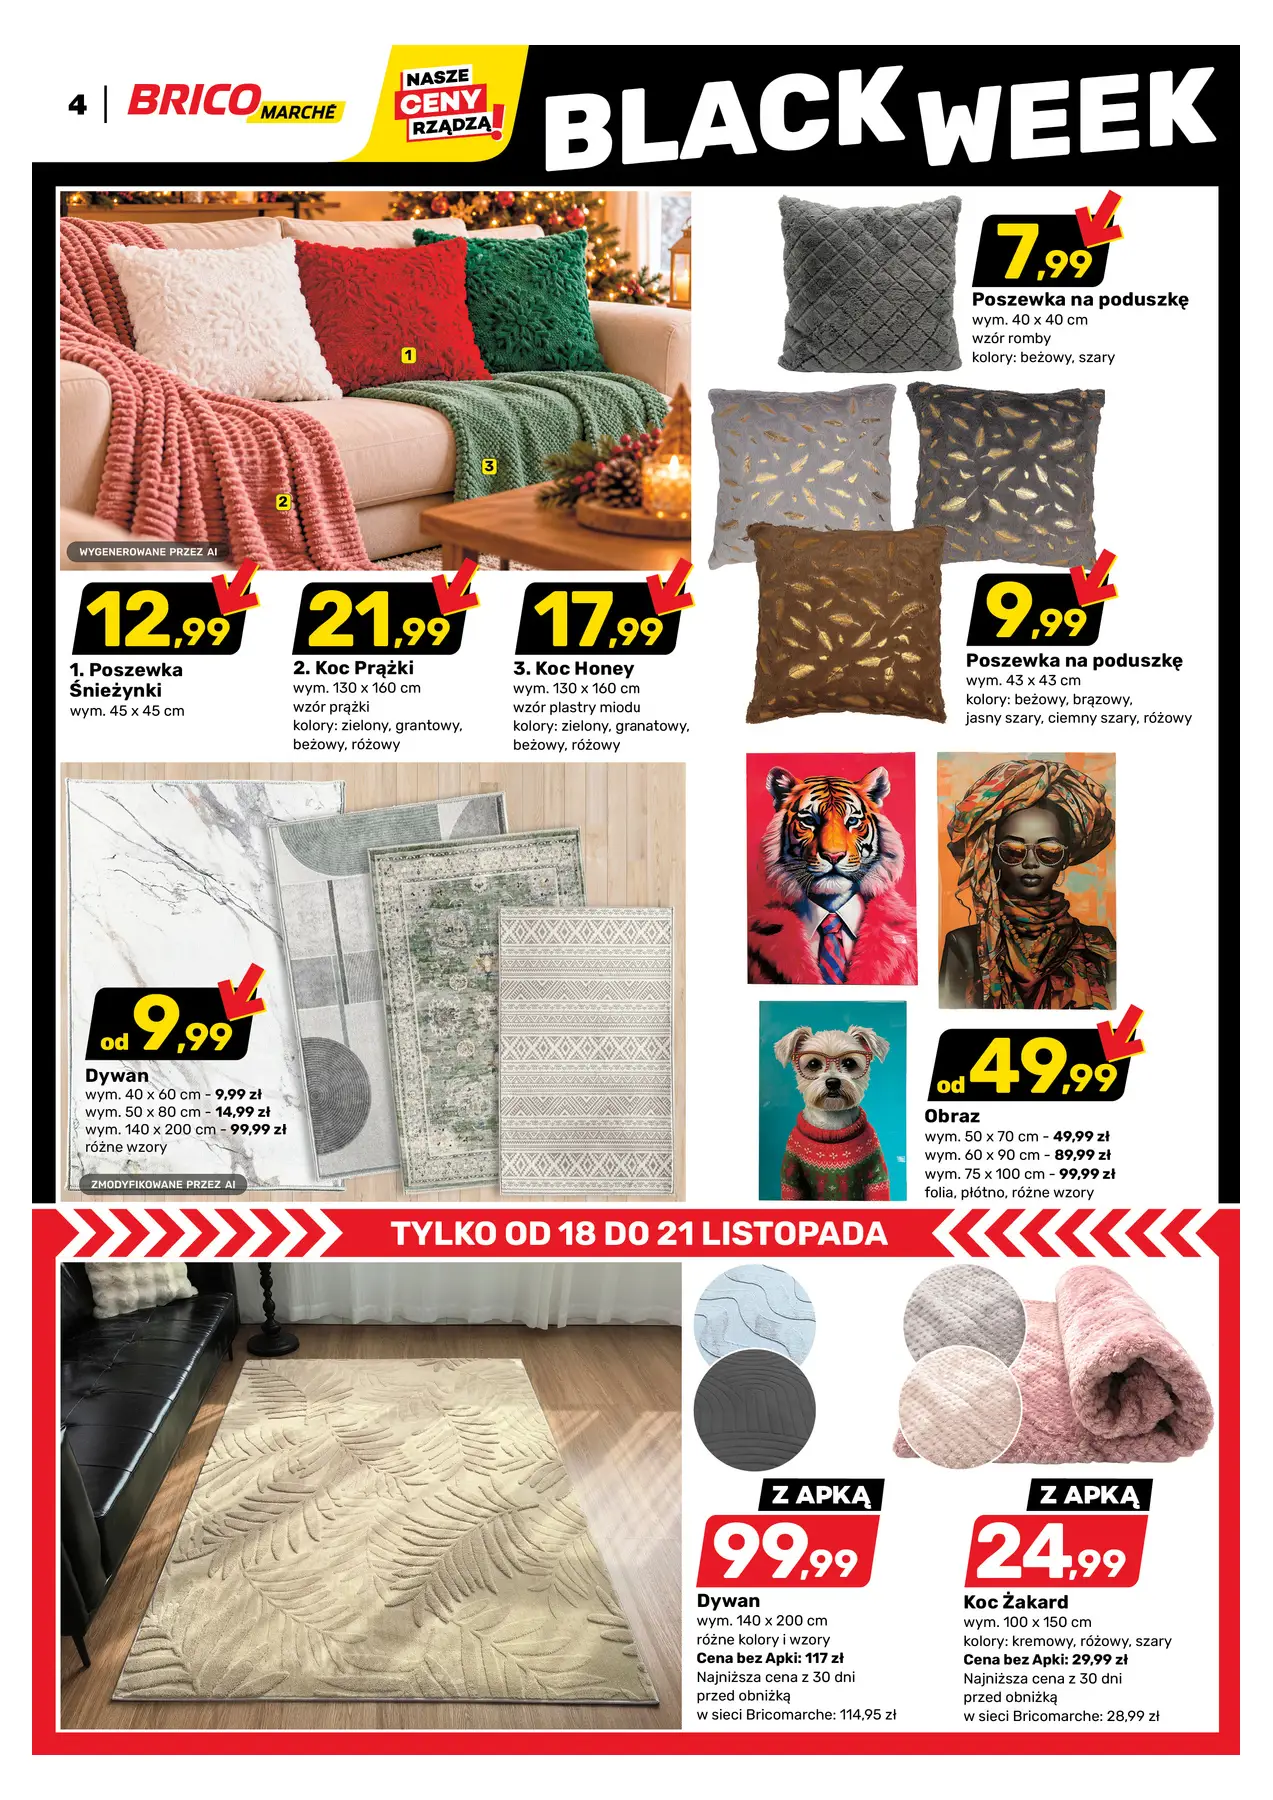 4
BRICO
MARCHÉ
NASZE
CENY
RZĄDZĄ!
BLACK WEEK
1
2
3
WYGENEROWANE PRZEZ AI
12,99
1. Poszewka
Śnieżynki
wym. 45 x 45 cm
21,99
2. Koc Prążki
wym. 130 x 160 cm
wzór prążki
kolory: zielony, grantowy,
beżowy, różowy
17,99
3. Koc Honey
wym. 130 x 160 cm
wzór plastry miodu
kolory: zielony, granatowy,
beżowy, różowy
7,99
Poszewka na poduszkę
wym. 40 x 40 cm
wzór romby
kolory: beżowy, szary
9,99
Poszewka na poduszkę
wym. 43 x 43 cm
kolory: beżowy, brązowy,
jasny szary, ciemny szary, różowy
od 9,99
Dywan
wym. 40 x 60 cm - 9,99 zł
wym. 50 x 80 cm - 14,99 zł
wym. 140 x 200 cm - 99,99 zł
różne wzory
ZMODYFIKOWANE PRZEZ AI
od 49,99
Obraz
wym. 50 x 70 cm - 49,99 zł
wym. 60 x 90 cm - 89,99 zł
wym. 75 x 100 cm - 99,99 zł
folia, płótno, różne wzory
TYLKO OD 18 DO 21 LISTOPADA
Z APKĄ
99,99
Dywan
wym. 140 x 200 cm
różne kolory i wzory
Cena bez Apki: 117 zł
Najniższa cena z 30 dni
przed obniżką
w sieci Bricomarche: 114,95 zł
Z APKĄ
24,99
Koc Żakard
wym. 100 x 150 cm
kolory: kremowy, różowy, szary
Cena bez Apki: 29,99 zł
Najniższa cena z 30 dni
przed obniżką
w sieci Bricomarche: 28,99 zł